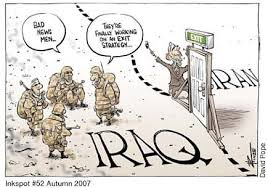 BAD
NEWS
MEN...
THEY'RE
FINALLY WORKING
ON AN EXIT
STRATEGY...
EXIT
IRAN
IRAQ
David Pope
Inkspot #52 Autumn 2007